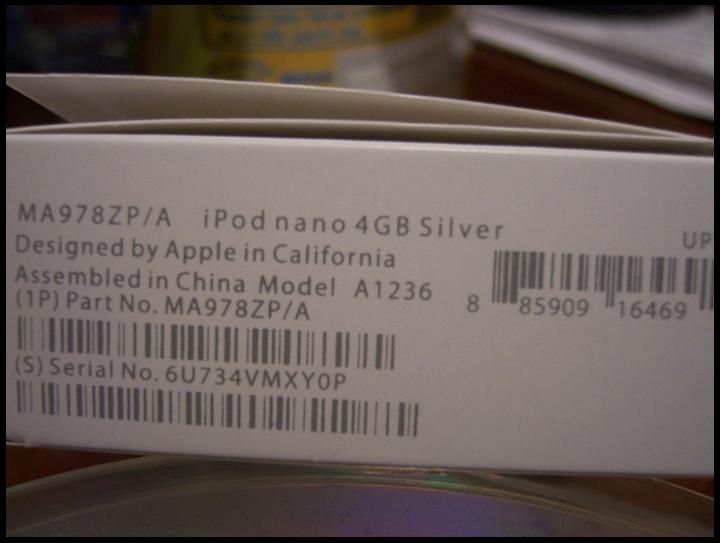 MA978ZP/A iPod nano 4GB Silver
Designed by Apple in California
Assembled in China Model A1236
(1P) Part No. MA978ZP/A
(S) Serial No. 6U734VMXY0P
UP
8 85909 16469